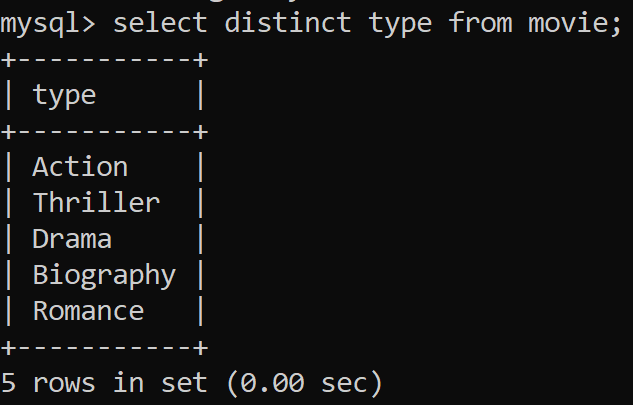 mysql> select distinct type from movie;
+-----------+
| type      |
+-----------+
| Action    |
| Thriller  |
| Drama     |
| Biography |
| Romance   |
+-----------+
5 rows in set (0.00 sec)